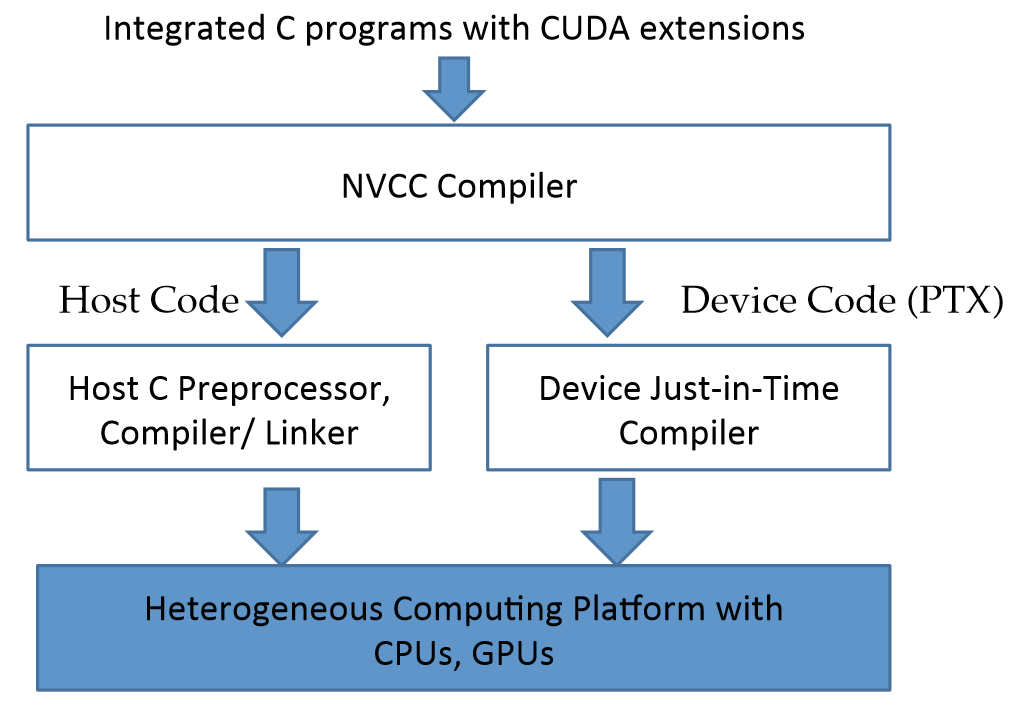 Integrated C programs with CUDA extensions
NVCC Compiler
Host Code
Device Code (PTX)
Host C Preprocessor,
Compiler/ Linker
Device Just-in-Time
Compiler
Heterogeneous Computing Platform with
CPUs, GPUs